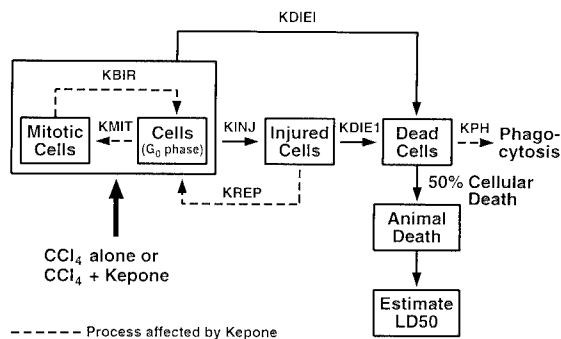 KDIEI
KBIR
Mitotic
Cells
KMIT
Cells
(G₀ phase)
KINJ
Injured
Cells
KDIE1
Dead
Cells
KPH
Phago-
cytosis
KREP
50% Cellular
Death
Animal
Death
CCl₄ alone or
CCl₄ + Kepone
Estimate
LD50
Process affected by Kepone